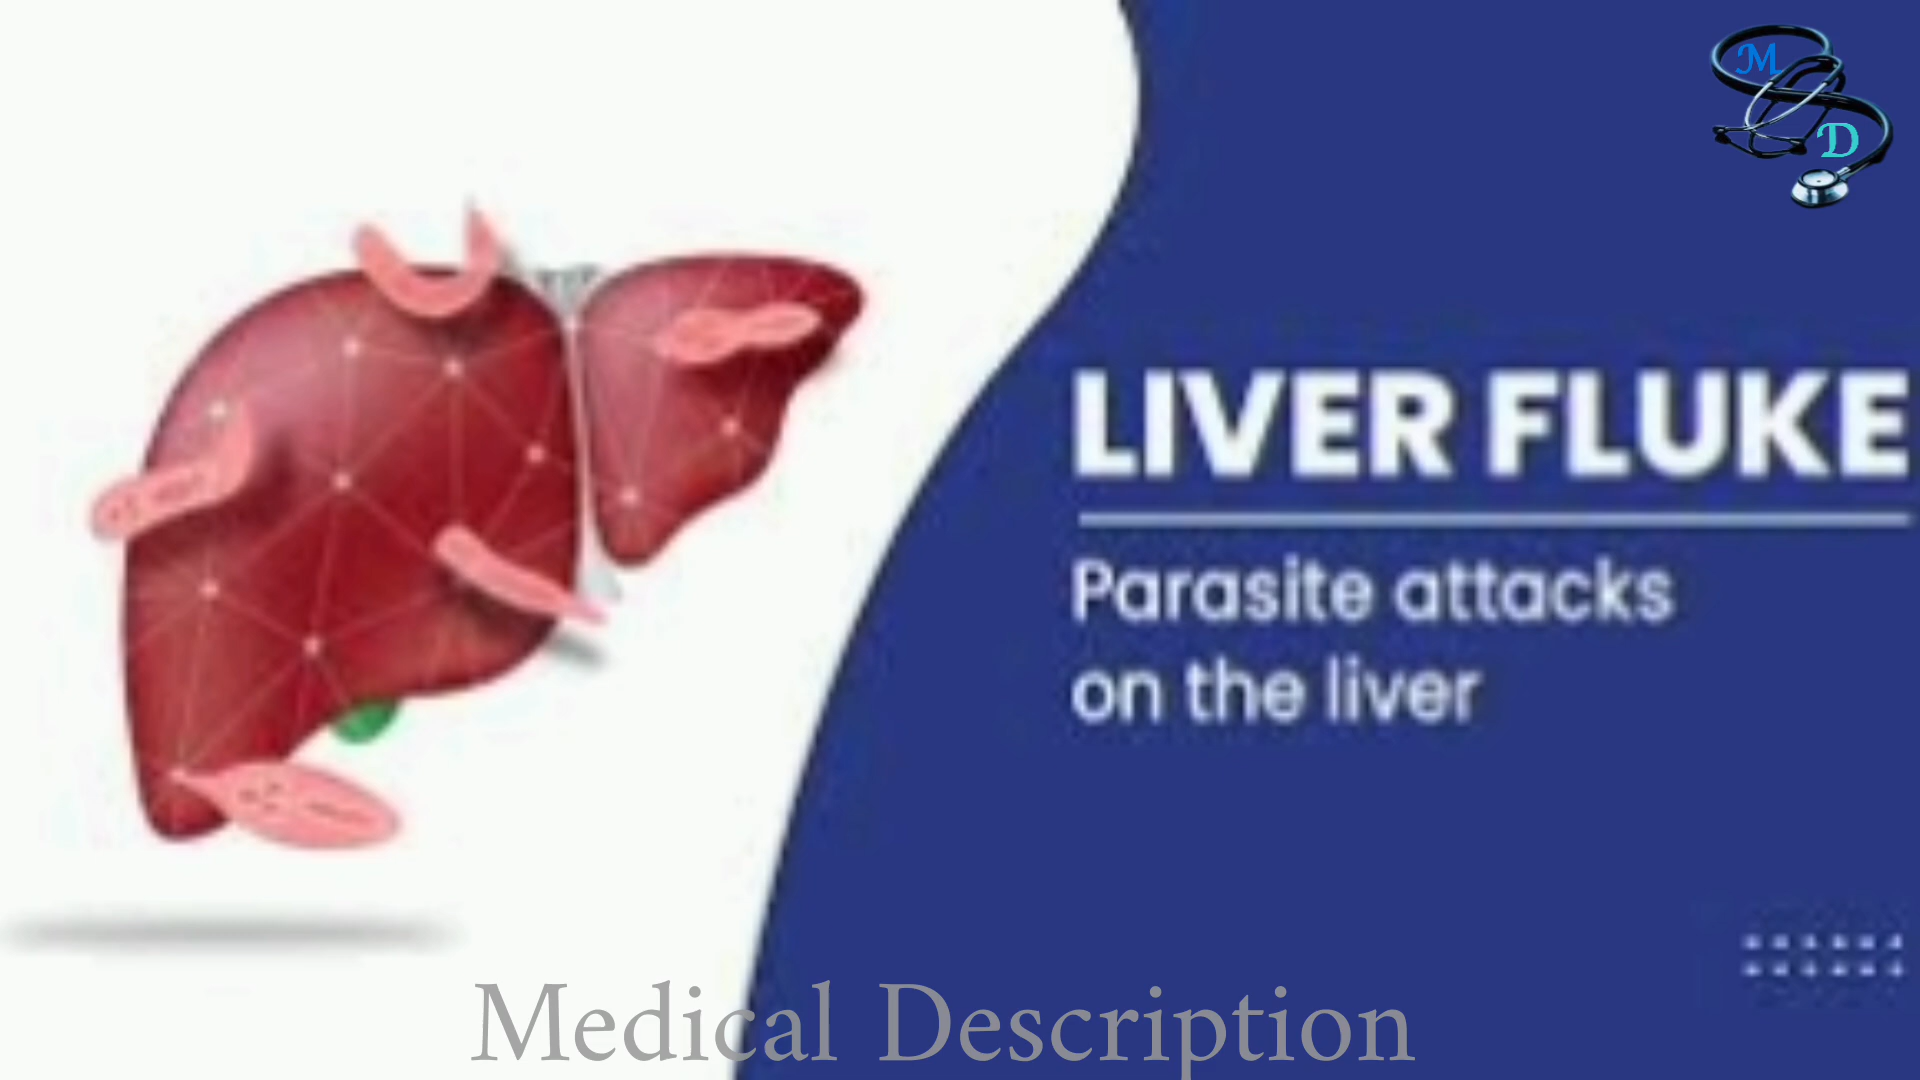 M
D
LIVER FLUKE
Parasite attacks
on the liver
Medical Description